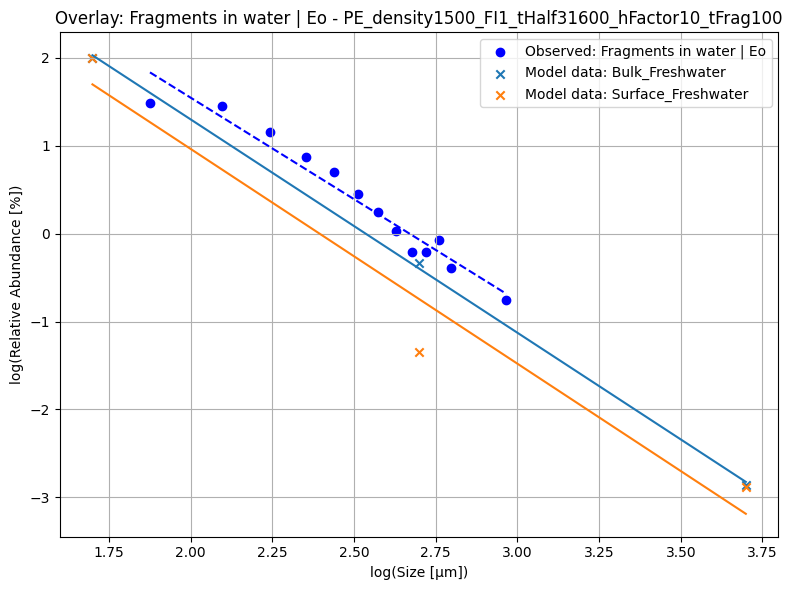 Overlay: Fragments in water | Eo - PE_density1500_FI1_tHalf31600_hFactor10_tFrag100
Observed: Fragments in water | Eo
Model data: Bulk_Freshwater
Model data: Surface_Freshwater
log(Relative Abundance [%])
2
1
0
−1
−2
−3
1.75
2.00
2.25
2.50
2.75
3.00
3.25
3.50
3.75
log(Size [μm])